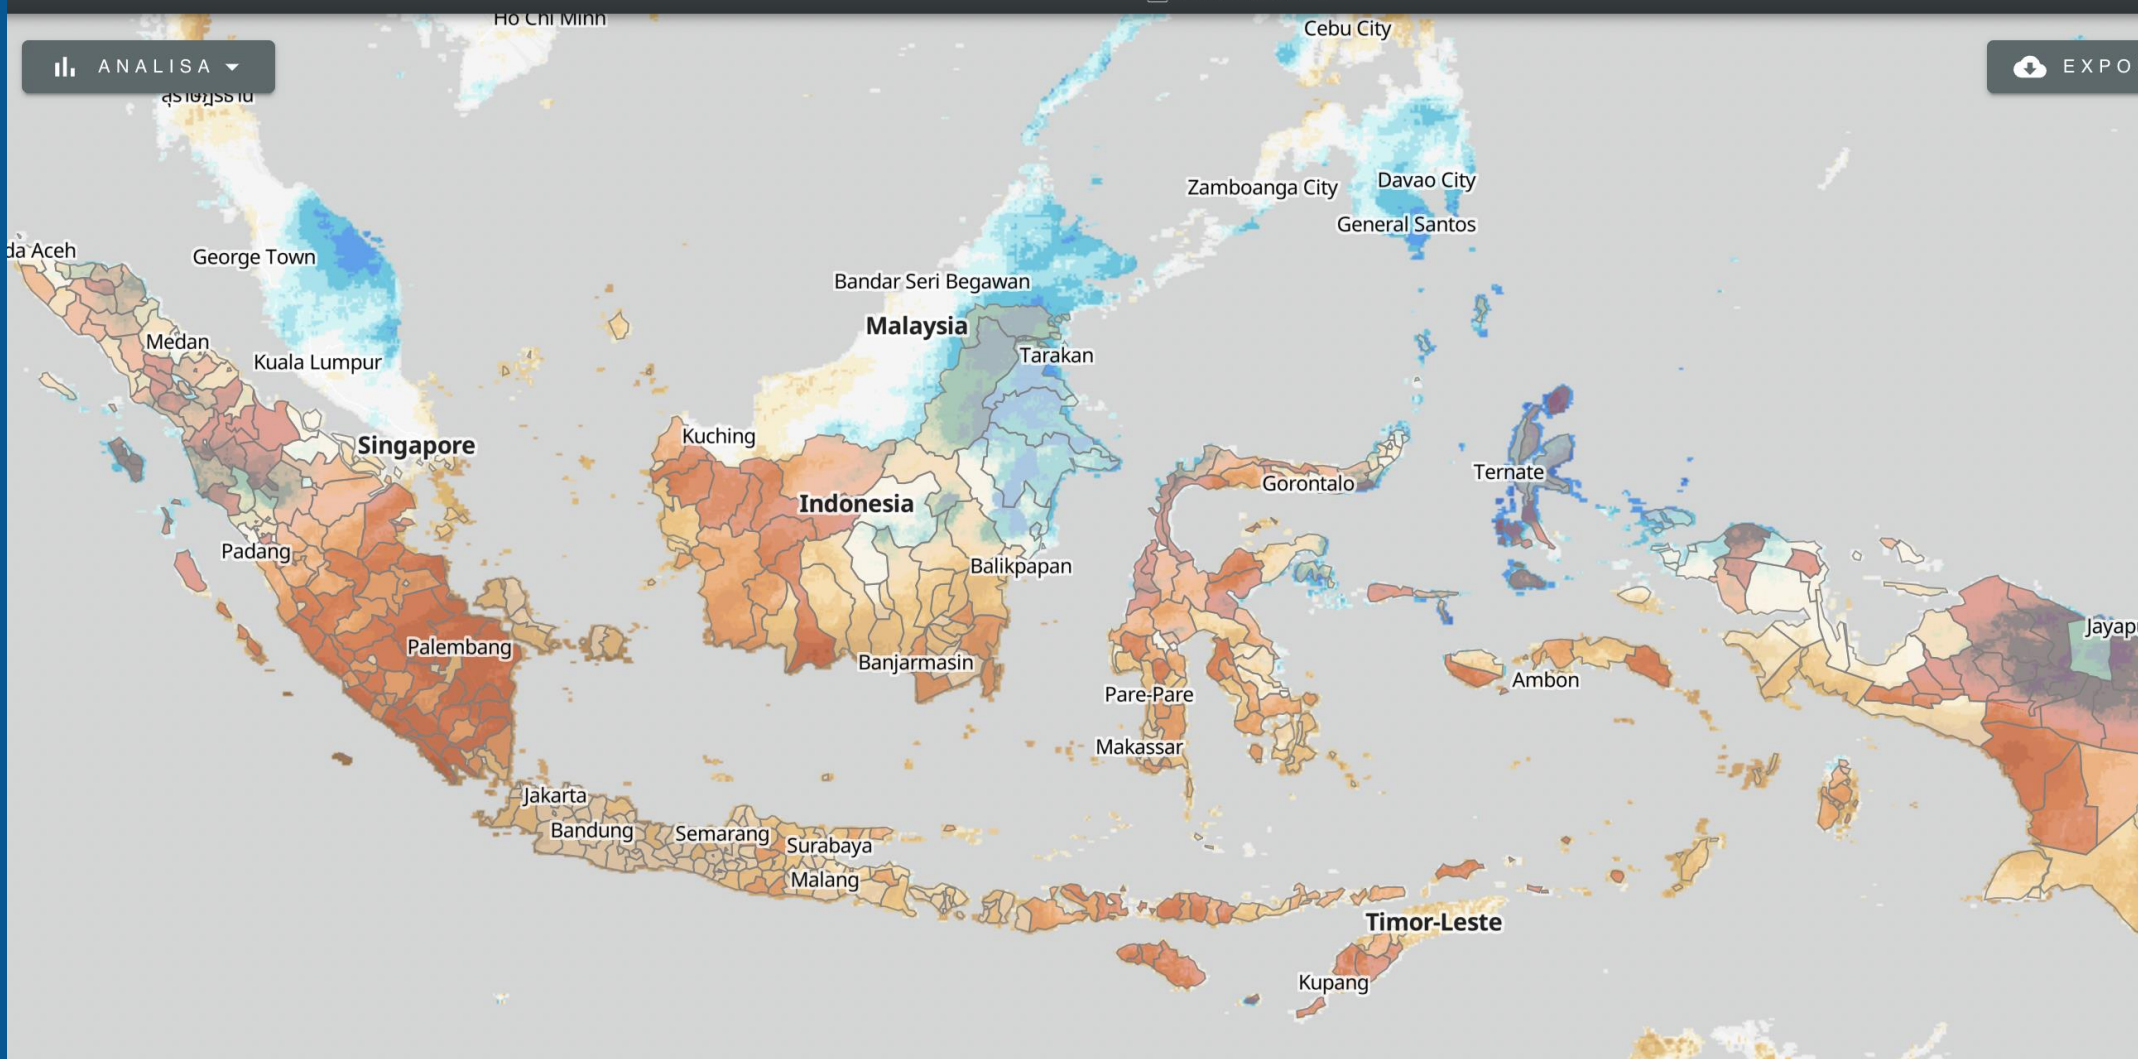 Ho Chi Minh
Cebu City
ANALISA
EXPO
Zamboanga City
Davao City
General Santos
da Aceh
George Town
Bandar Seri Begawan
Malaysia
Medan
Tarakan
Kuala Lumpur
Kuching
Singapore
Ternate
Gorontalo
Indonesia
Padang
Balikpapan
Jayapu
Palembang
Banjarmasin
Ambon
Pare-Pare
Makassar
Jakarta
Bandung
Semarang
Surabaya
Malang
Timor-Leste
Kupang